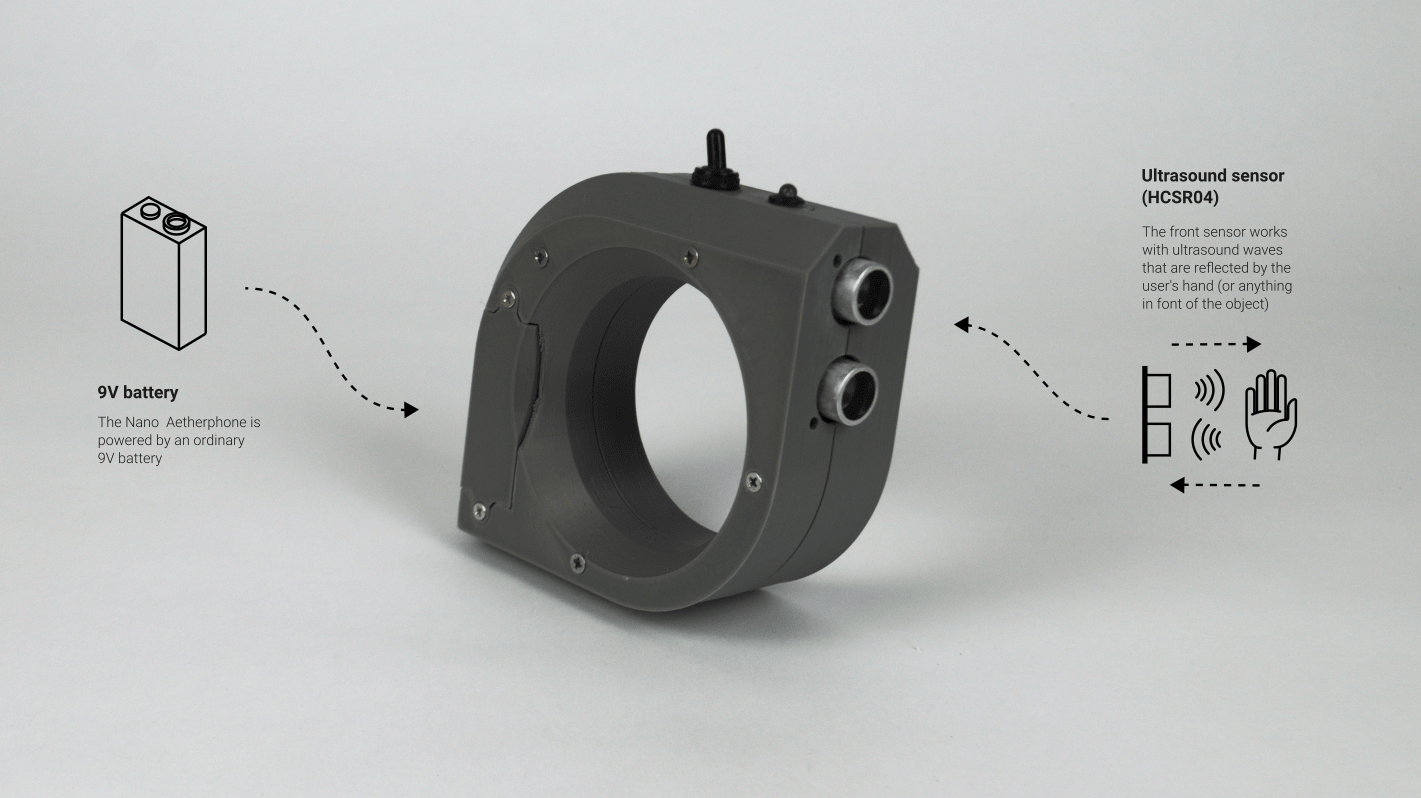 9V battery
The Nano  Aetherphone is
powered by an ordinary
9V battery
Ultrasound sensor
(HCSR04)
The front sensor works
with ultrasound waves
that are reflected by the
user's hand (or anything
in font of the object)